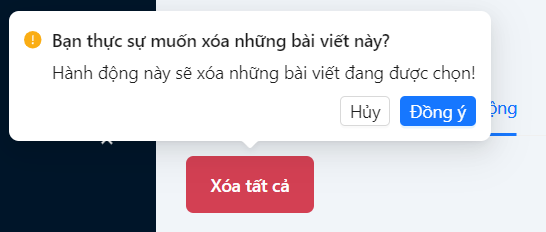 Bạn thực sự muốn xóa những bài viết này?
Hành động này sẽ xóa những bài viết đang được chọn!
Hủy
Đồng ý
ộng
Xóa tất cả